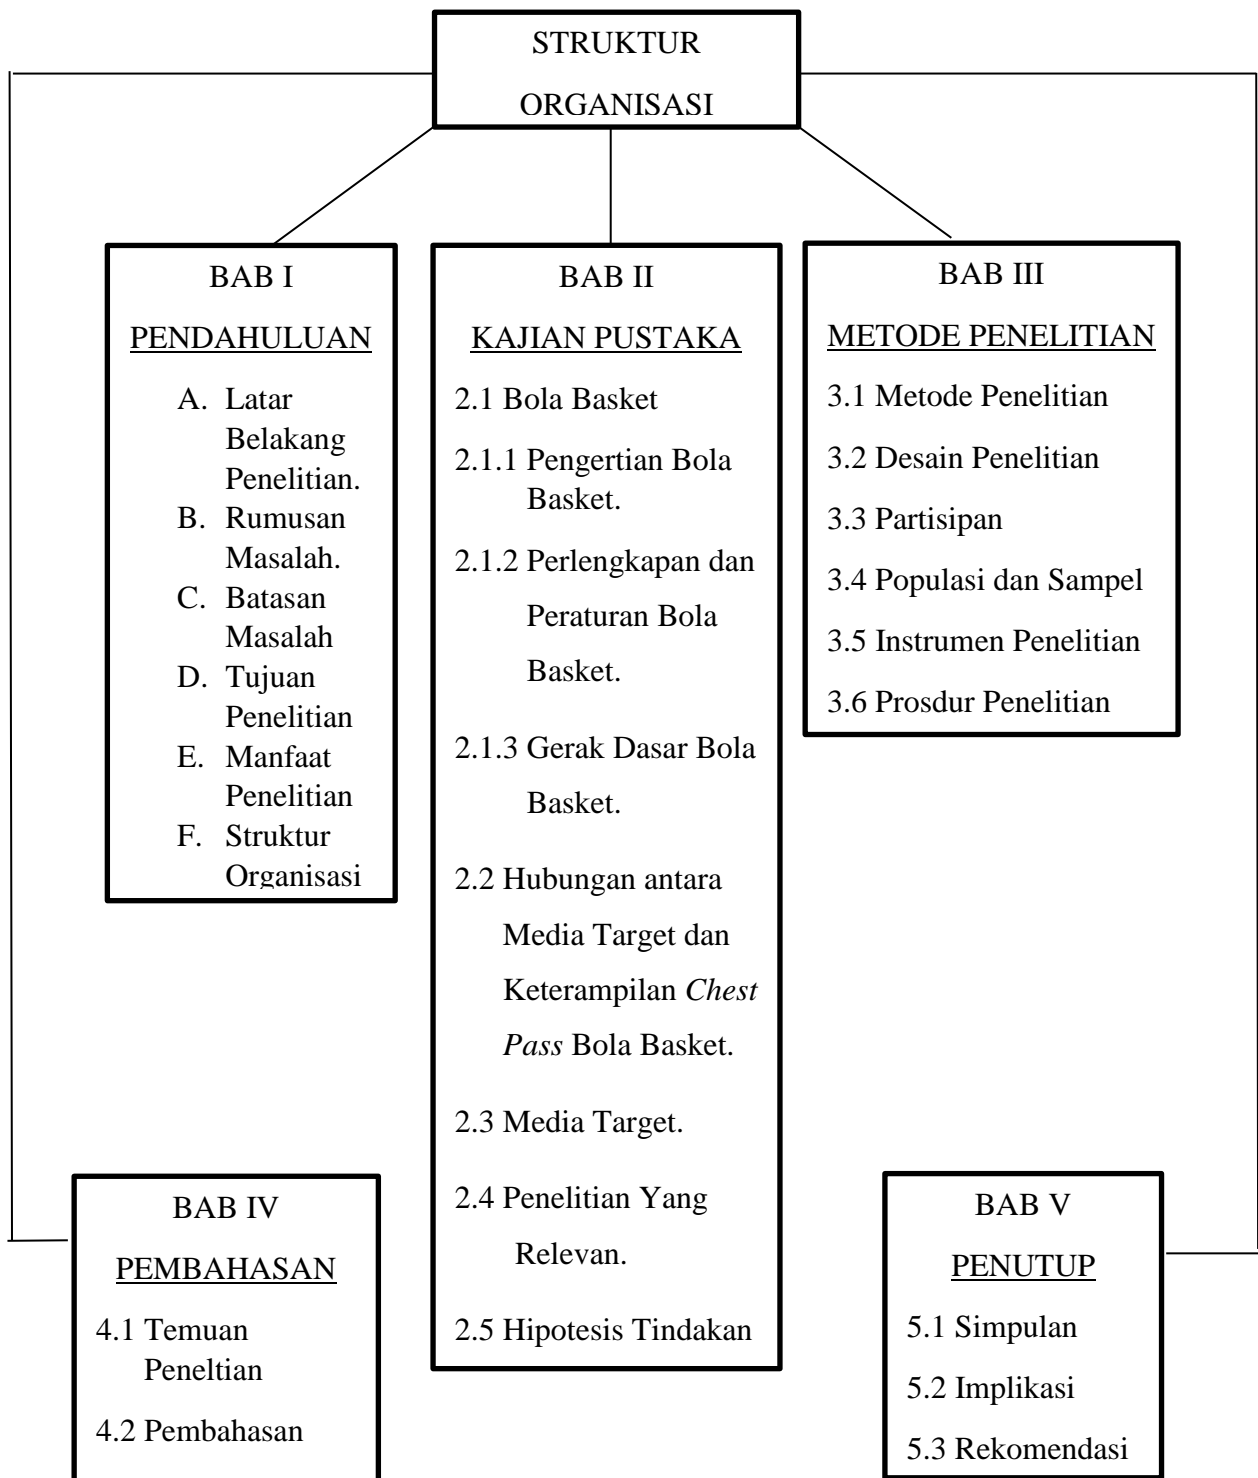 STRUKTUR
ORGANISASI
BAB I
PENDAHULUAN
A. Latar
Belakang
Penelitian.
B. Rumusan
Masalah.
C. Batasan
Masalah
D. Tujuan
Penelitian
E. Manfaat
Penelitian
F. Struktur
Organisasi
BAB II
KAJIAN PUSTAKA
2.1 Bola Basket
2.1.1 Pengertian Bola
Basket.
2.1.2 Perlengkapan dan
Peraturan Bola
Basket.
2.1.3 Gerak Dasar Bola
Basket.
2.2 Hubungan antara
Media Target dan
Keterampilan Chest
Pass Bola Basket.
2.3 Media Target.
2.4 Penelitian Yang
Relevan.
2.5 Hipotesis Tindakan
BAB III
METODE PENELITIAN
3.1 Metode Penelitian
3.2 Desain Penelitian
3.3 Partisipan
3.4 Populasi dan Sampel
3.5 Instrumen Penelitian
3.6 Prosdur Penelitian
BAB IV
PEMBAHASAN
4.1 Temuan
Peneltian
4.2 Pembahasan
BAB V
PENUTUP
5.1 Simpulan
5.2 Implikasi
5.3 Rekomendasi